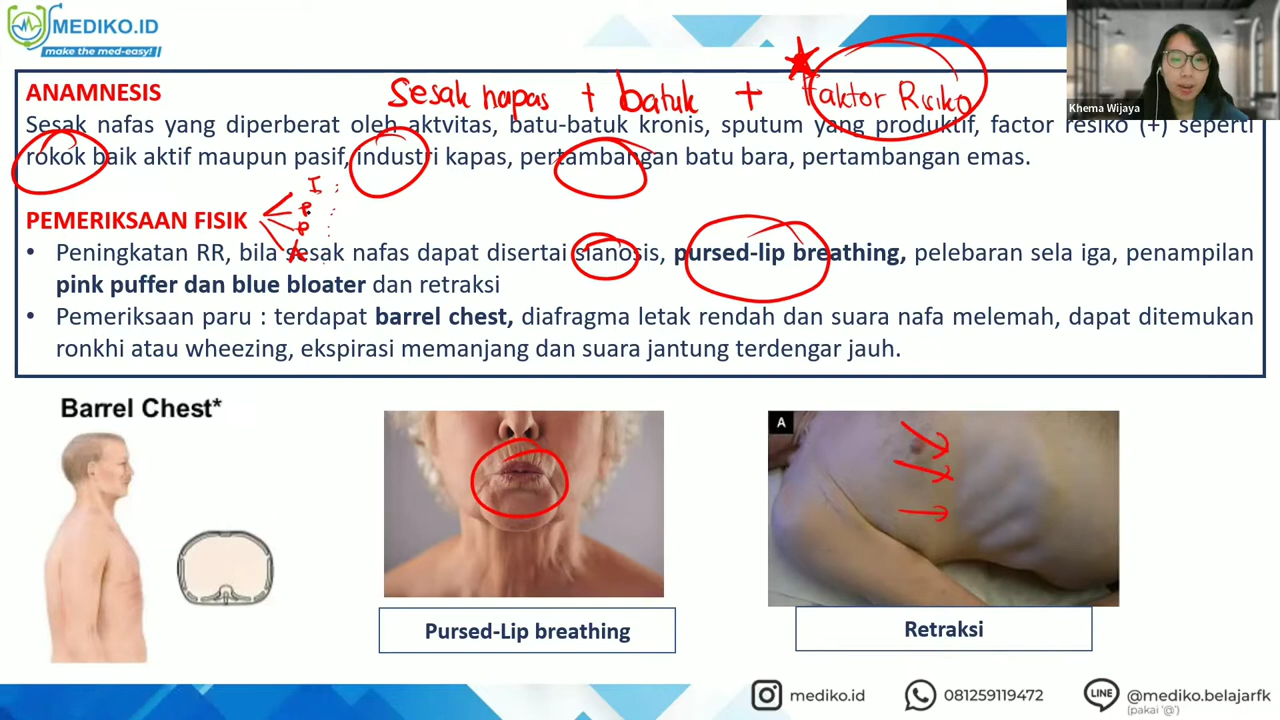 MEDIKO.ID
make the med-easy!
Khema Wijaya
Sesak napas + batuk + faktor Risiko
ANAMNESIS
Sesak nafas yang diperberat oleh aktvitas, batu-batuk kronis, sputum yang produktif, factor resiko (+) seperti
rokok baik aktif maupun pasif, industri kapas, pertambangan batu bara, pertambangan emas.
I :
P :
P :
A :
PEMERIKSAAN FISIK
• Peningkatan RR, bila sesak nafas dapat disertai sianosis, pursed-lip breathing, pelebaran sela iga, penampilan
pink puffer dan blue bloater dan retraksi
• Pemeriksaan paru : terdapat barrel chest, diafragma letak rendah dan suara nafa melemah, dapat ditemukan
ronkhi atau wheezing, ekspirasi memanjang dan suara jantung terdengar jauh.
Barrel Chest*
A
Pursed-Lip breathing
Retraksi
mediko.id
081259119472
LINE
@mediko.belajarfk
(pakai '@')